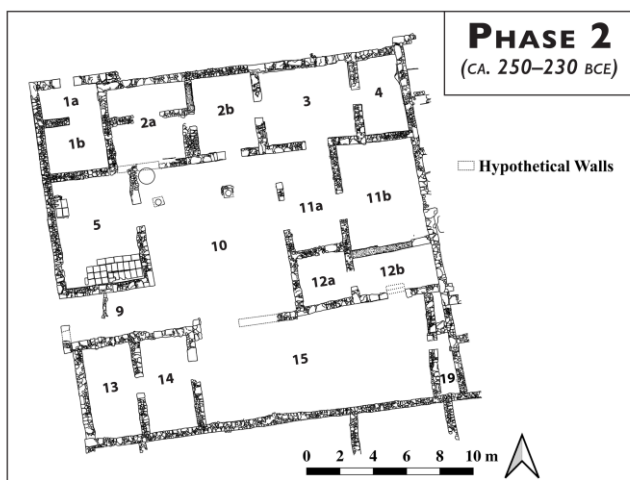 PHASE 2
(CA. 250–230 BCE)
Hypothetical Walls
1a
1b
2a
2b
3
4
5
9
10
11a
11b
12a
12b
13
14
15
19
0 2 4 6 8 10 m